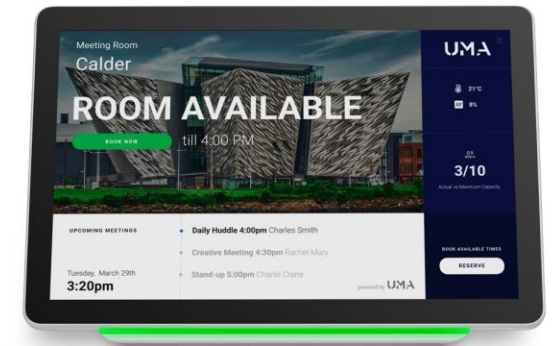 Meeting Room
Calder
ROOM AVAILABLE
BOOK NOW
till 4:00 PM
UPCOMING MEETINGS
Daily Huddle 4:00pm Charles Smith
Creative Meeting 4:30pm Rachel Mary
Stand-up 5:00pm Charlie Crane
Tuesday, March 29th
3:20pm
powered by UMA
UMA
21°C
8%
3/10
Actual vs Maximum Capacity
BOOK AVAILABLE TIMES
RESERVE